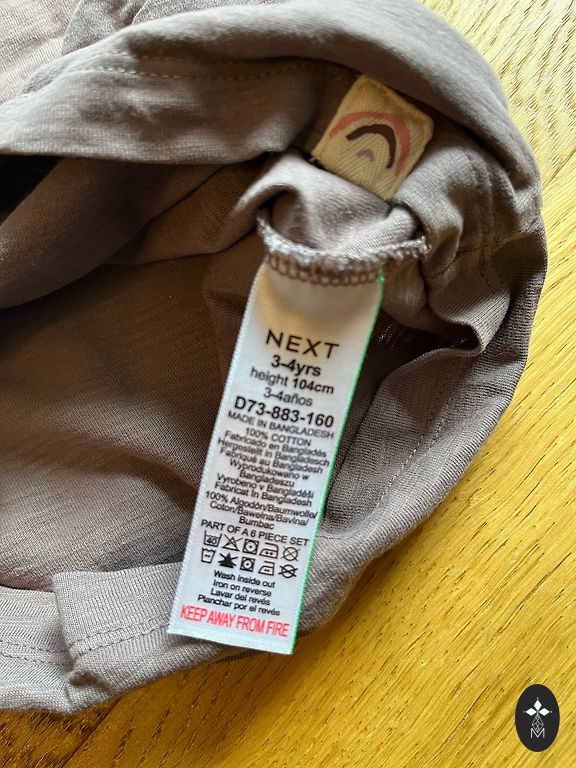 NEXT
3-4yrs
height 104cm
3-4años
D73-883-160
MADE IN BANGLADESH
100% COTTON
Fabricado en Bangladés
Hergestellt in Bangladesch
Fabriqué au Bangladesh
Wyprodukowano w
Bangladeszu
Vyrobeno v Bangladéši
Fabricat în Bangladesh
100% Algodón/Baumwolle/
Coton/Bawełna/Bavlna/
Bumbac
PART OF A 6 PIECE SET
40
Wash inside out
Iron on reverse
Lavar del revés
Planchar por el revés
KEEP AWAY FROM FIRE
M